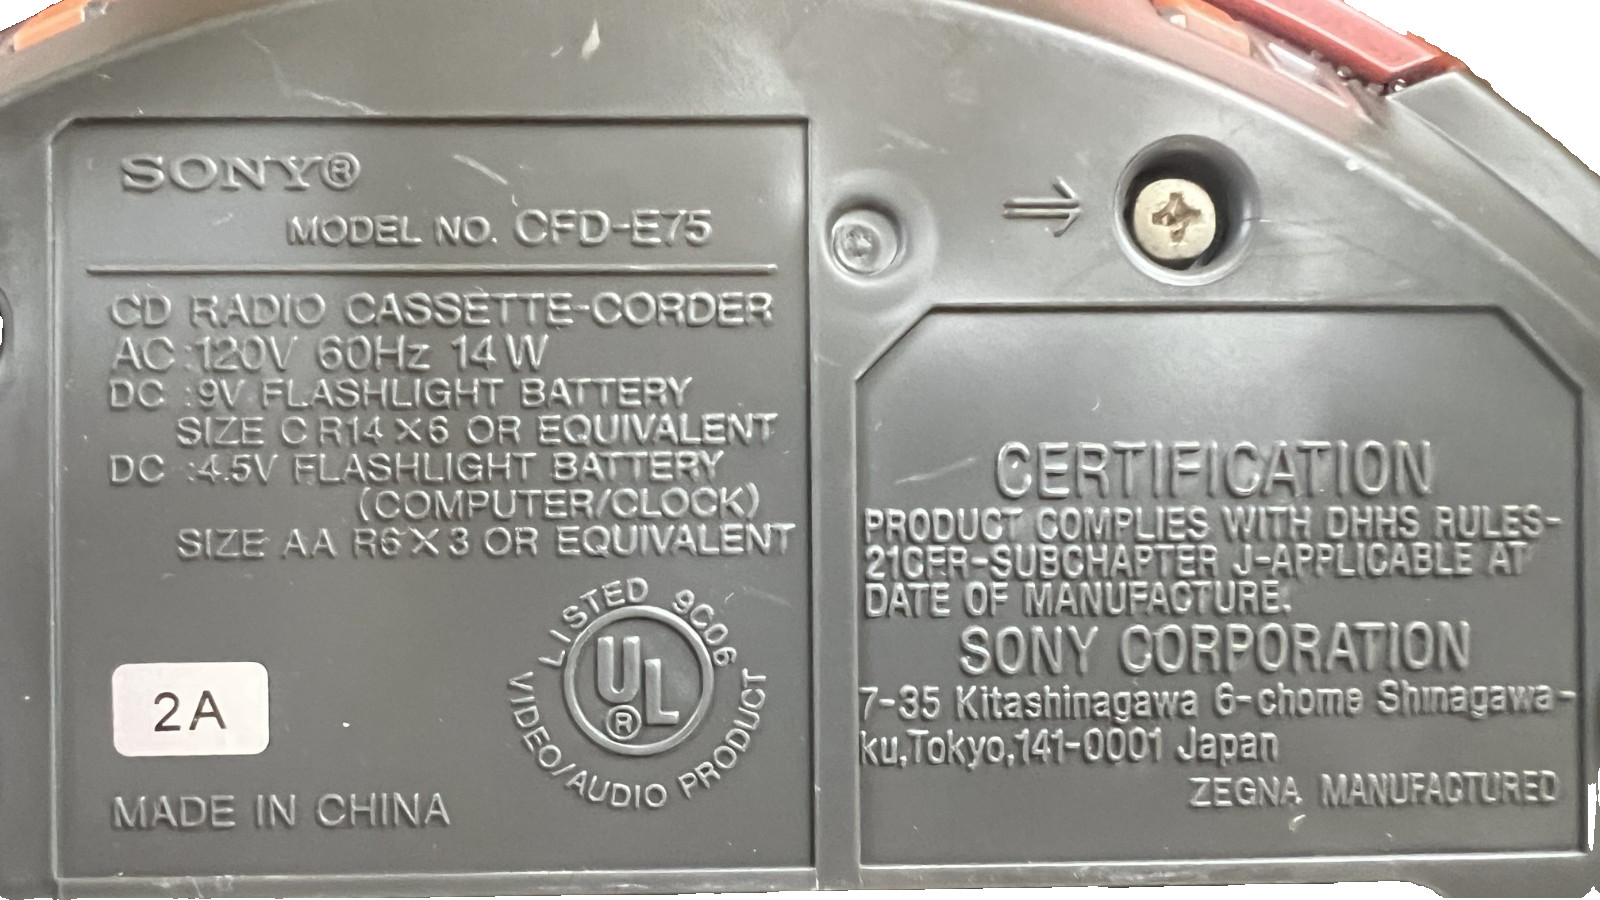 SONY®
MODEL NO. CFD-E75
CD RADIO CASSETTE-CORDER
AC :120V 60Hz 14W
DC :9V FLASHLIGHT BATTERY
SIZE C R14×6 OR EQUIVALENT
DC :4.5V FLASHLIGHT BATTERY
(COMPUTER/CLOCK)
SIZE AA R6×3 OR EQUIVALENT
LISTED 9C06
UL®
VIDEO/AUDIO PRODUCT
2A
MADE IN CHINA
⇒
CERTIFICATION
PRODUCT COMPLIES WITH DHHS RULES-
21CFR-SUBCHAPTER J-APPLICABLE AT
DATE OF MANUFACTURE.
SONY CORPORATION
7-35 Kitashinagawa 6-chome Shinagawa-
ku,Tokyo,141-0001 Japan
ZEGNA MANUFACTURED